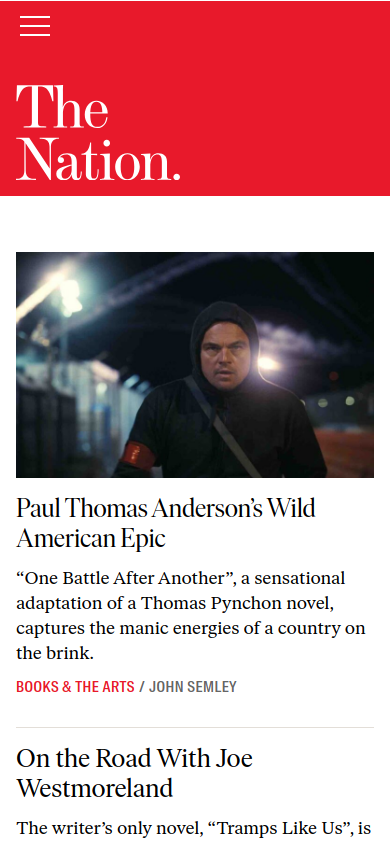 The
Nation.
Paul Thomas Anderson’s Wild
American Epic
“One Battle After Another”, a sensational
adaptation of a Thomas Pynchon novel,
captures the manic energies of a country on
the brink.
BOOKS & THE ARTS / JOHN SEMLEY
On the Road With Joe
Westmoreland
The writer’s only novel, “Tramps Like Us”, is